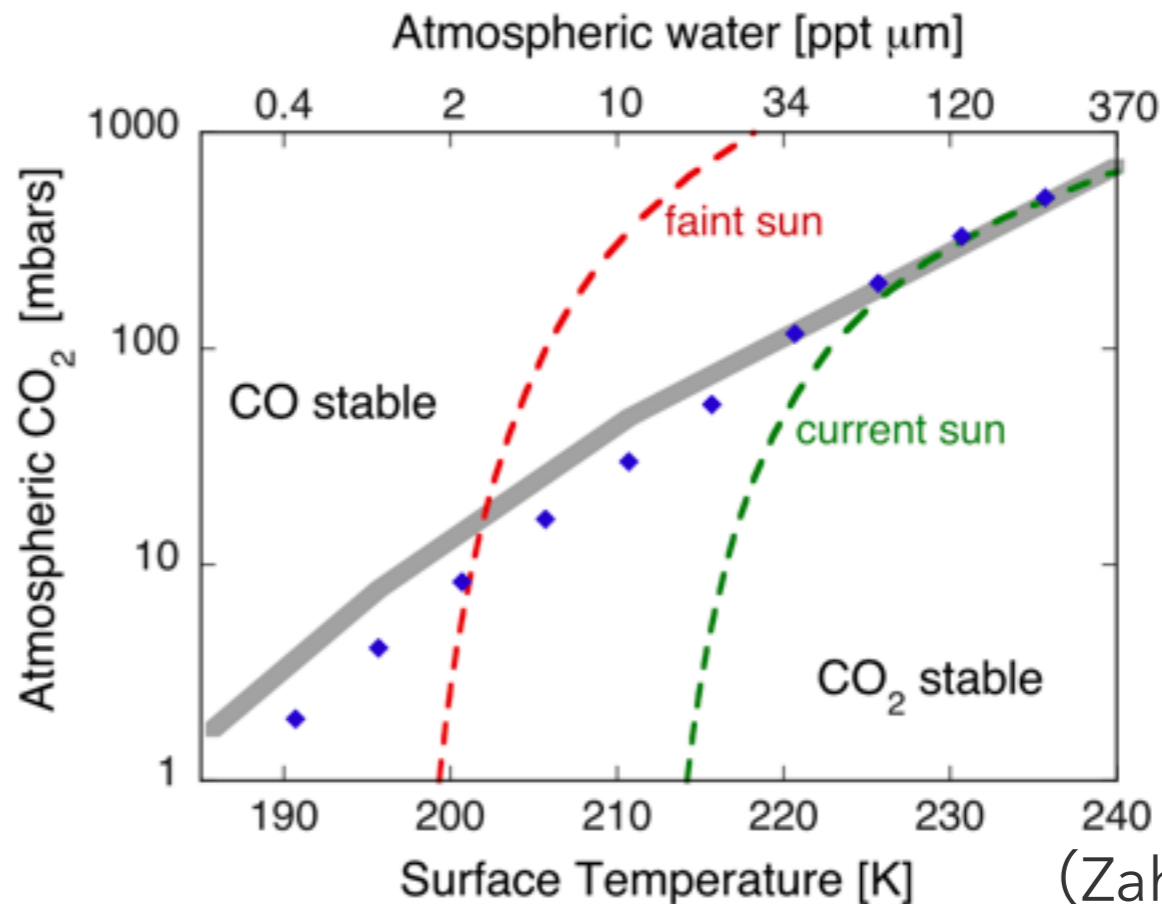 Atmospheric water [ppt μm]
0.4 2 10 34 120 370
1000
100
10
1
Atmospheric CO₂ [mbars]
faint sun
CO stable
current sun
CO₂ stable
190 200 210 220 230 240
Surface Temperature [K]
(Zah